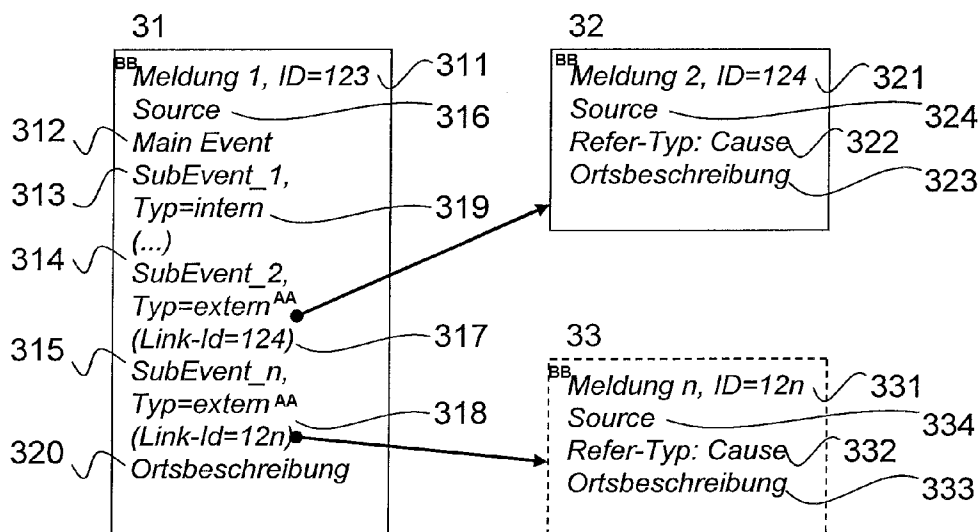 31
BB Meldung 1, ID=123 311
Source 316
312 Main Event
313 SubEvent_1,
Typ=intern 319
(...)
314 SubEvent_2,
Typ=extern AA
(Link-Id=124) 317
315 SubEvent_n,
Typ=extern AA 318
(Link-Id=12n)
320 Ortsbeschreibung
32
BB Meldung 2, ID=124 321
Source 324
Refer-Typ: Cause 322
Ortsbeschreibung 323
33
BB Meldung n, ID=12n 331
Source 334
Refer-Typ: Cause 332
Ortsbeschreibung 333